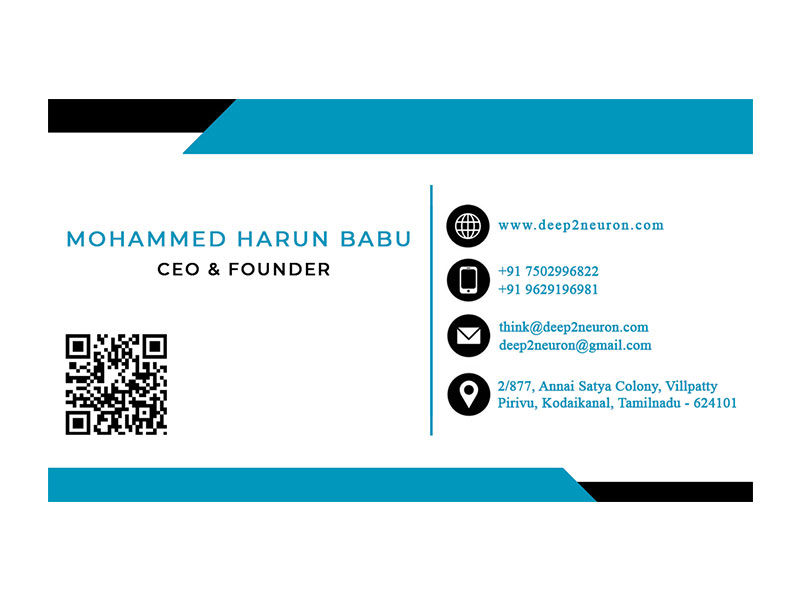 MOHAMMED HARUN BABU
CEO & FOUNDER
www.deep2neuron.com
+91 7502996822
+91 9629196981
think@deep2neuron.com
deep2neuron@gmail.com
2/877, Annai Satya Colony, Villpatty
Pirivu, Kodaikanal, Tamilnadu - 624101